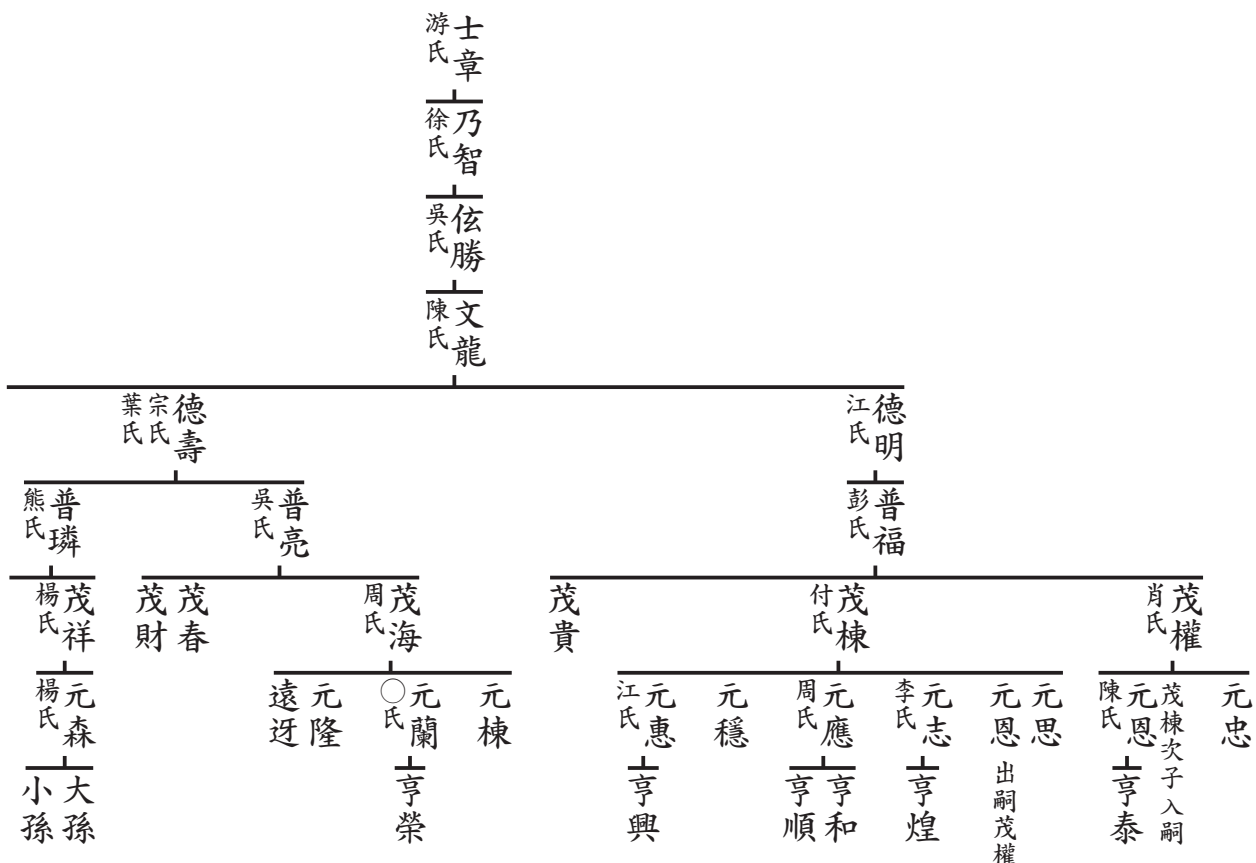 士章
游氏
乃智
徐氏
伭勝
吳氏
文龍
陳氏
德明
江氏
德壽
宗氏
葉氏
普福
彭氏
普亮
吳氏
普璘
熊氏
茂權
肖氏
茂棟
付氏
茂貴
茂海
周氏
茂春
茂財
茂祥
楊氏
元忠
茂棟次子入嗣
元恩
陳氏
元思
元恩 出嗣茂權
元志
李氏
元應
周氏
元穩
元惠
江氏
元棟
元蘭
○氏
元隆
遠迓
元森
楊氏
亨泰
亨煌
亨和
亨順
亨興
亨榮
大孫
小孫